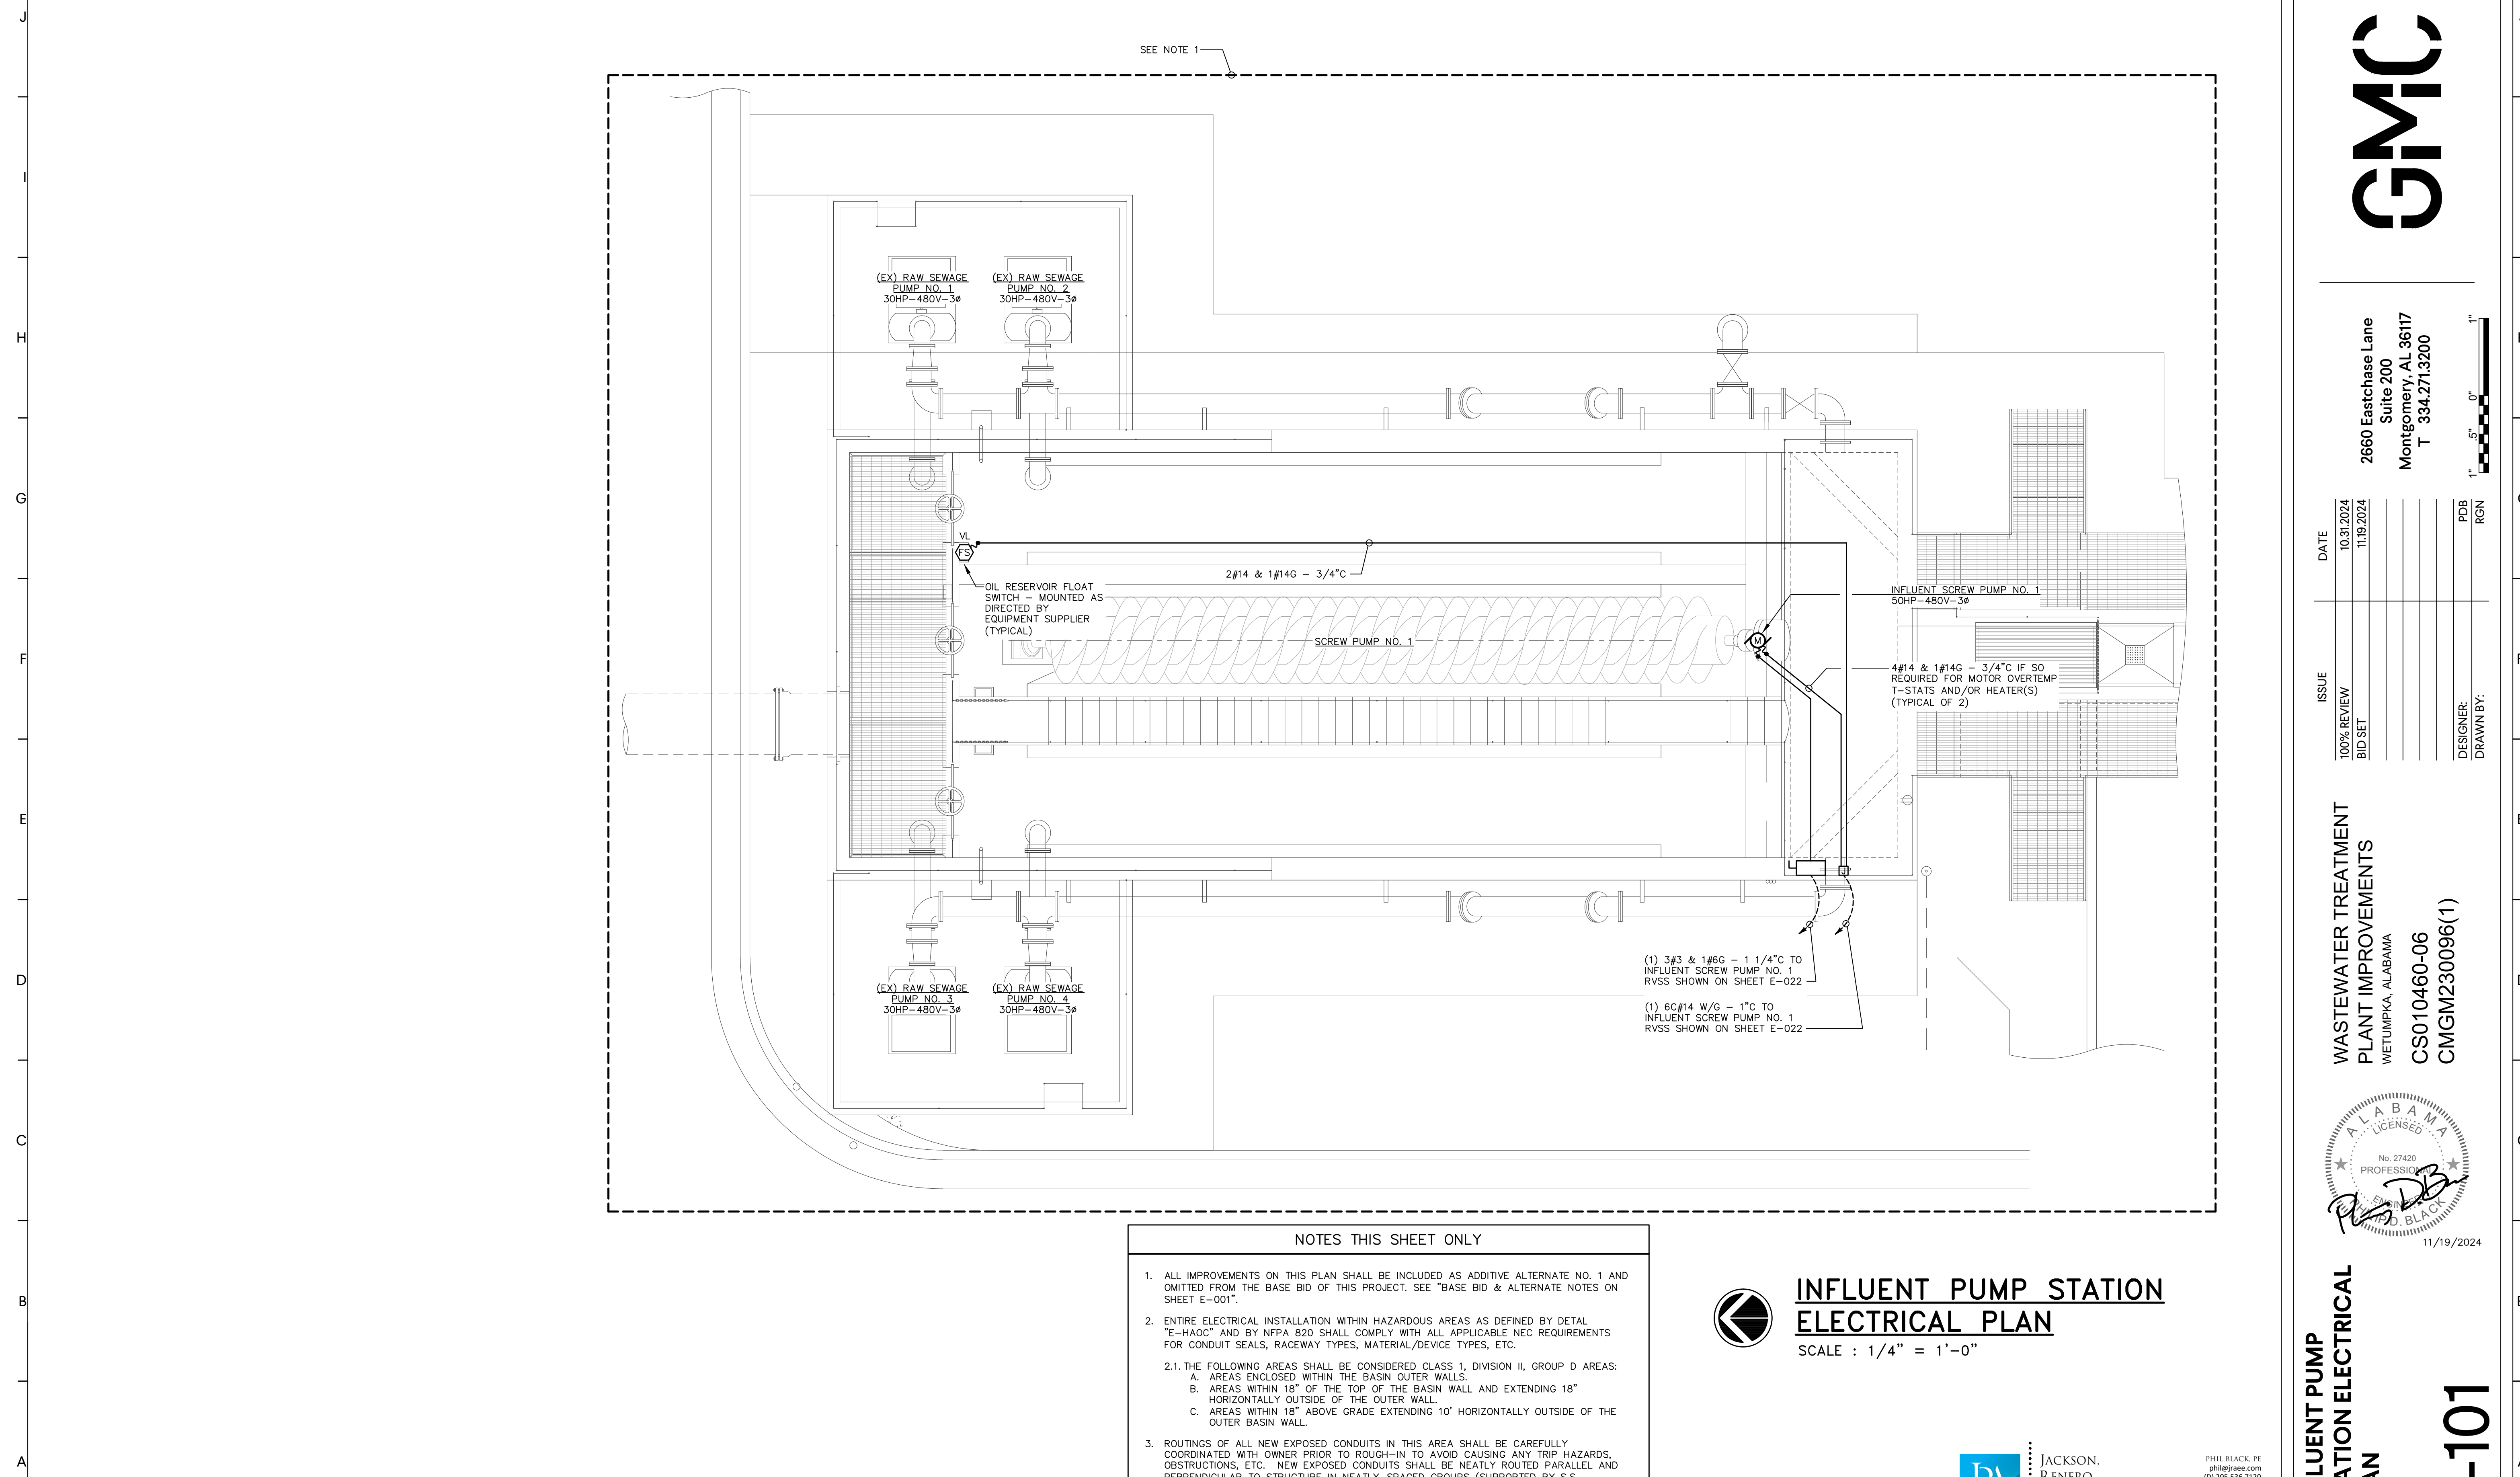 J
I
H
G
F
E
D
C
B
A
SEE NOTE 1
(EX) RAW SEWAGE
PUMP NO. 1
30HP-480V-3ø
(EX) RAW SEWAGE
PUMP NO. 2
30HP-480V-3ø
VL
FS
OIL RESERVOIR FLOAT
SWITCH - MOUNTED AS
DIRECTED BY
EQUIPMENT SUPPLIER
(TYPICAL)
2#14 & 1#14G - 3/4"C
SCREW PUMP NO. 1
M
INFLUENT SCREW PUMP NO. 1
50HP-480V-3ø
4#14 & 1#14G - 3/4"C IF SO
REQUIRED FOR MOTOR OVERTEMP
T-STATS AND/OR HEATER(S)
(TYPICAL OF 2)
(EX) RAW SEWAGE
PUMP NO. 3
30HP-480V-3ø
(EX) RAW SEWAGE
PUMP NO. 4
30HP-480V-3ø
(1) 3#3 & 1#6G - 1 1/4"C TO
INFLUENT SCREW PUMP NO. 1
RVSS SHOWN ON SHEET E-022
(1) 6C#14 W/G - 1"C TO
INFLUENT SCREW PUMP NO. 1
RVSS SHOWN ON SHEET E-022
NOTES THIS SHEET ONLY
1. ALL IMPROVEMENTS ON THIS PLAN SHALL BE INCLUDED AS ADDITIVE ALTERNATE NO. 1 AND
OMITTED FROM THE BASE BID OF THIS PROJECT. SEE "BASE BID & ALTERNATE NOTES ON
SHEET E-001".
2. ENTIRE ELECTRICAL INSTALLATION WITHIN HAZARDOUS AREAS AS DEFINED BY DETAL
"E-HAOC" AND BY NFPA 820 SHALL COMPLY WITH ALL APPLICABLE NEC REQUIREMENTS
FOR CONDUIT SEALS, RACEWAY TYPES, MATERIAL/DEVICE TYPES, ETC.
2.1. THE FOLLOWING AREAS SHALL BE CONSIDERED CLASS 1, DIVISION II, GROUP D AREAS:
A. AREAS ENCLOSED WITHIN THE BASIN OUTER WALLS.
B. AREAS WITHIN 18" OF THE TOP OF THE BASIN WALL AND EXTENDING 18"
HORIZONTALLY OUTSIDE OF THE OUTER WALL.
C. AREAS WITHIN 18" ABOVE GRADE EXTENDING 10' HORIZONTALLY OUTSIDE OF THE
OUTER BASIN WALL.
3. ROUTINGS OF ALL NEW EXPOSED CONDUITS IN THIS AREA SHALL BE CAREFULLY
COORDINATED WITH OWNER PRIOR TO ROUGH-IN TO AVOID CAUSING ANY TRIP HAZARDS,
OBSTRUCTIONS, ETC. NEW EXPOSED CONDUITS SHALL BE NEATLY ROUTED PARALLEL AND
PERPENDICULAR TO STRUCTURE IN NEATLY-SPACED GROUPS (SUPPORTED BY S.S.
INFLUENT PUMP STATION
ELECTRICAL PLAN
SCALE : 1/4" = 1'-0"
JACKSON,
RENFRO
PHIL BLACK, PE
phil@jraee.com
(D) 205.536.7120
GMC
2660 Eastchase Lane
Suite 200
Montgomery, AL 36117
T 334.271.3200
1" .5" 0" 1"
ISSUE DATE
100% REVIEW 10.31.2024
BID SET 11.19.2024
DESIGNER: PDB
DRAWN BY: RGN
WASTEWATER TREATMENT
PLANT IMPROVEMENTS
WETUMPKA, ALABAMA
CS010460-06
CMGM230096(1)
ALABAMA
LICENSED
No. 27420
PROFESSIONAL
ENGINEER
PHILIP D. BLACK
11/19/2024
LUENT PUMP
ATION ELECTRICAL
AN
-101